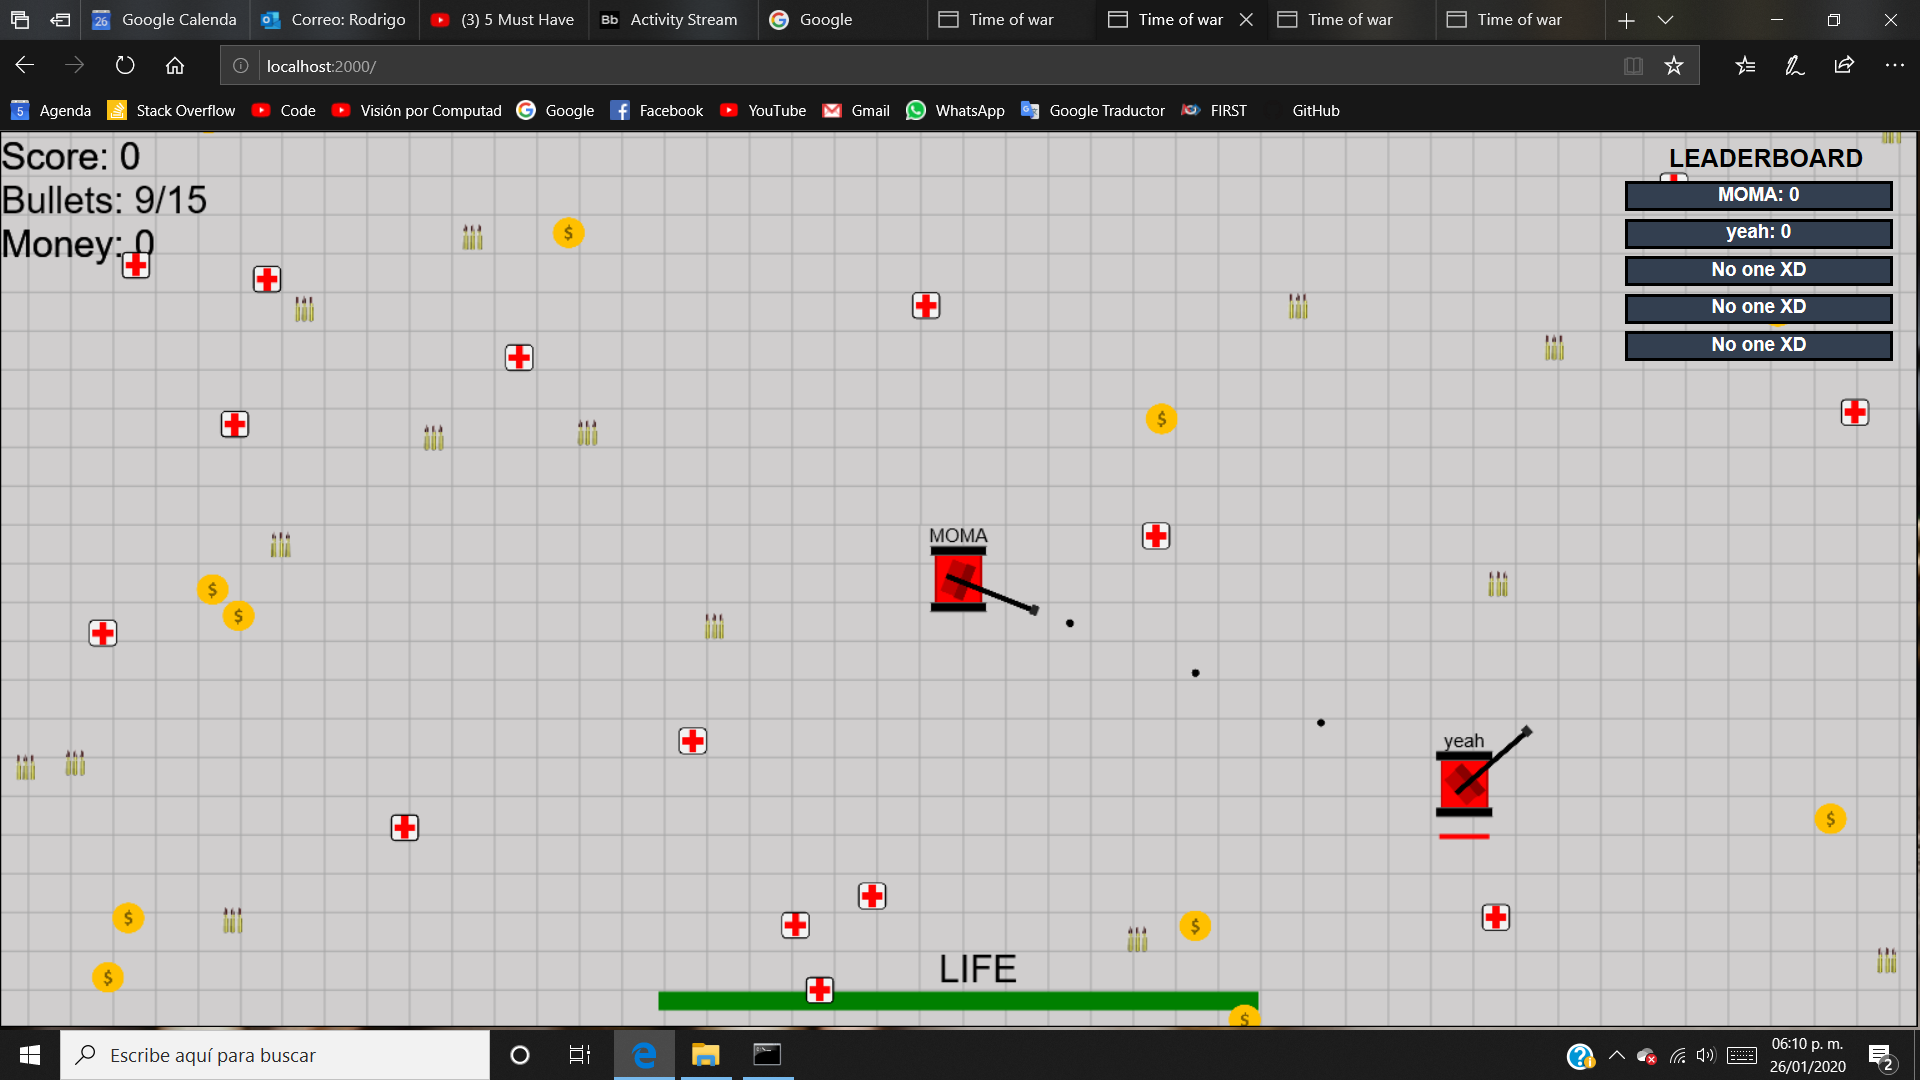 Google Calenda
Correo: Rodrigo
(3) 5 Must Have
Bb Activity Stream
Google
Time of war
Time of war
Time of war
Time of war
localhost:2000/
5 Agenda
Stack Overflow
Code
Visión por Computad
Google
Facebook
YouTube
Gmail
WhatsApp
Google Traductor
FIRST
GitHub
Score: 0
Bullets: 9/15
Money: 0
LEADERBOARD
MOMA: 0
yeah: 0
No one XD
No one XD
No one XD
MOMA
yeah
LIFE
Escribe aquí para buscar
06:10 p. m.
26/01/2020
2